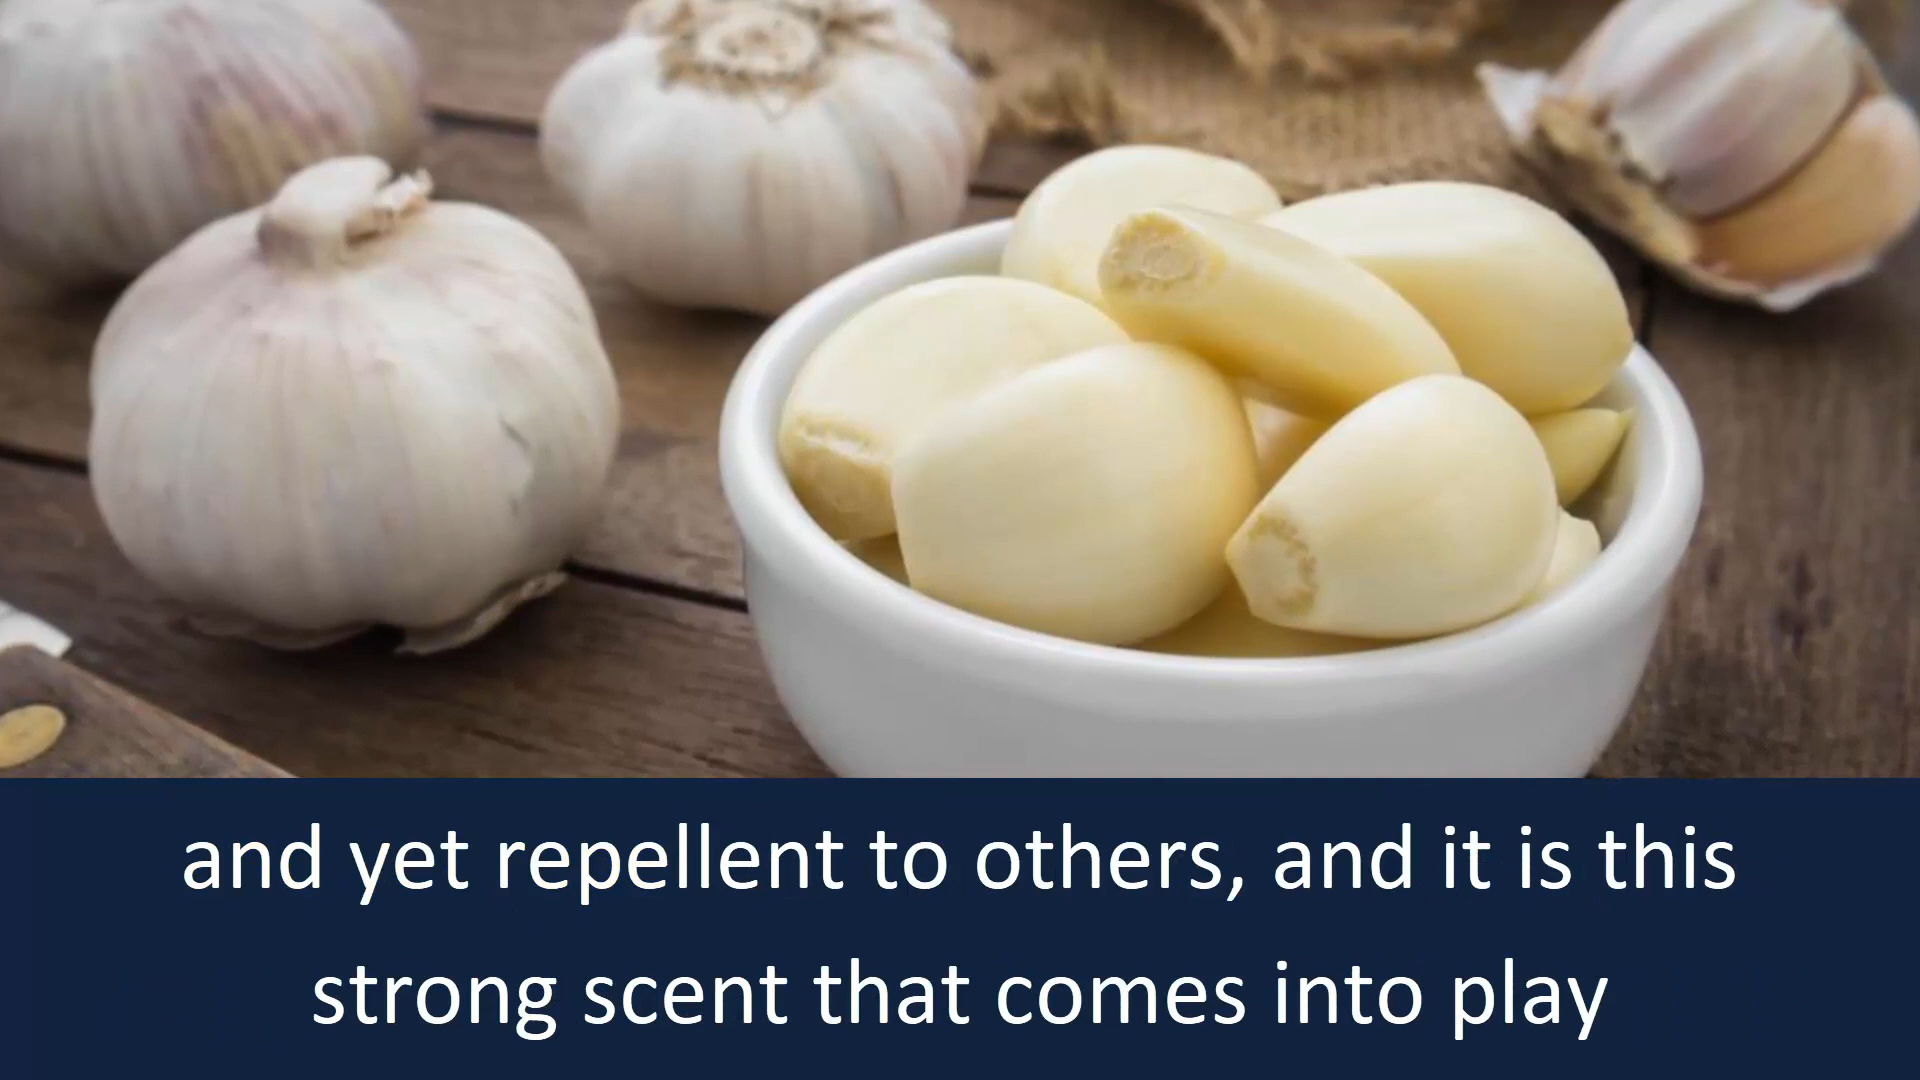 and yet repellent to others, and it is this
strong scent that comes into play